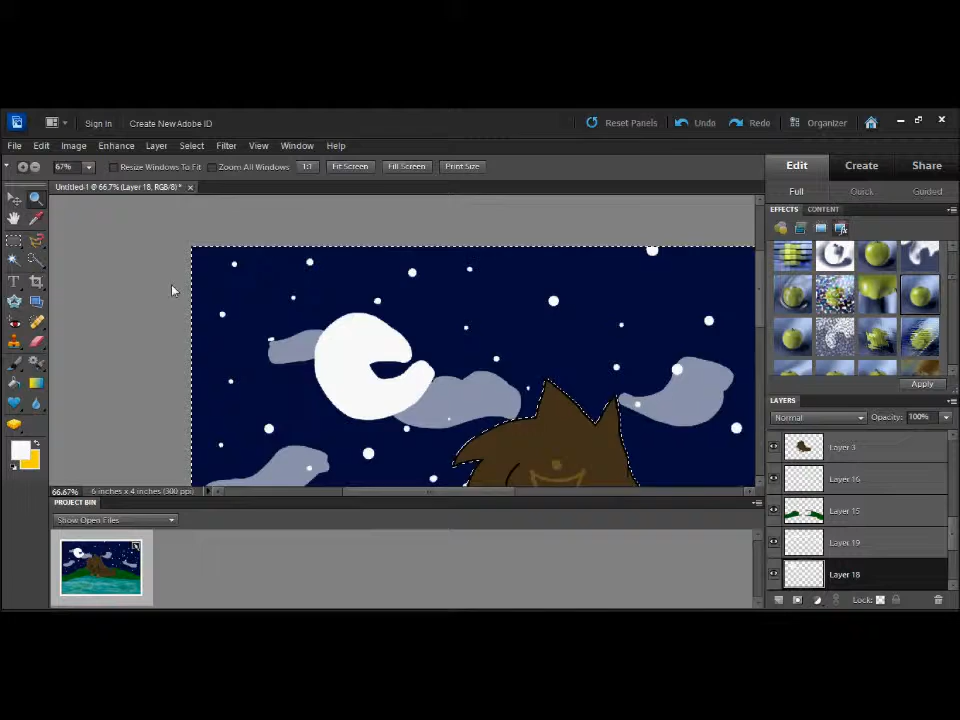 Sign In Create New Adobe ID Reset Panels Undo Redo Organizer
File Edit Image Enhance Layer Select Filter View Window Help
67% Resize Windows To Fit Zoom All Windows 1:1 Fit Screen Fill Screen Print Size
Edit Create Share
Untitled-1 @ 66.7% (Layer 18, RGB/8) *
Full Quick Guided
EFFECTS CONTENT
Apply
LAYERS
Normal Opacity: 100%
Layer 3
Layer 16
Layer 15
Layer 19
Layer 18
66.67% 6 inches x 4 inches (300 ppi)
PROJECT BIN
Show Open Files
Lock: